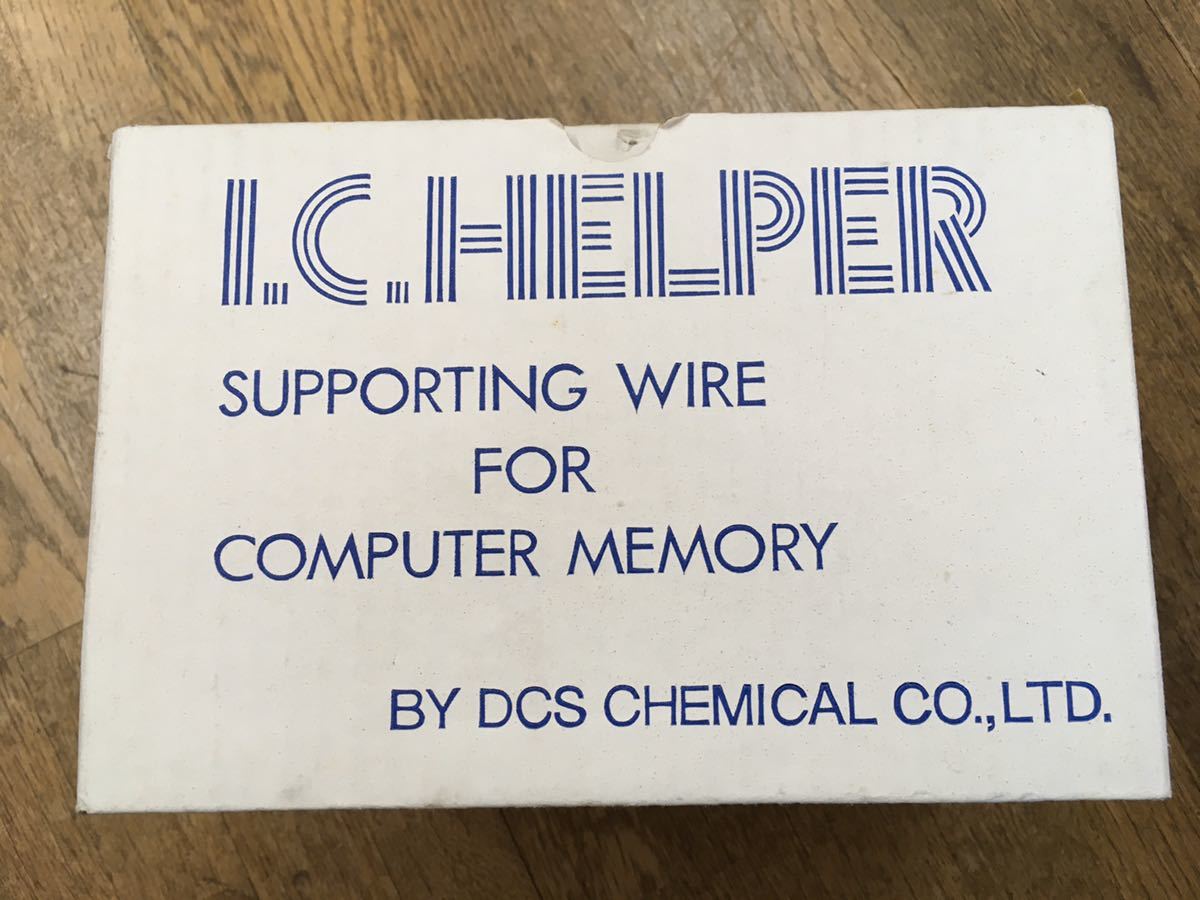 I.C.HELPER
SUPPORTING WIRE
FOR
COMPUTER MEMORY
BY DCS CHEMICAL CO.,LTD.